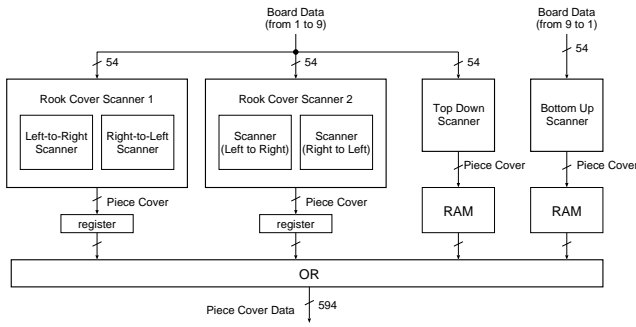 Board Data
(from 1 to 9)
Board Data
(from 9 to 1)
54
54
54
54
Rook Cover Scanner 1
Left-to-Right
Scanner
Right-to-Left
Scanner
Rook Cover Scanner 2
Scanner
(Left to Right)
Scanner
(Right to Left)
Top Down
Scanner
Bottom Up
Scanner
Piece Cover
Piece Cover
Piece Cover
Piece Cover
register
register
RAM
RAM
OR
Piece Cover Data
594